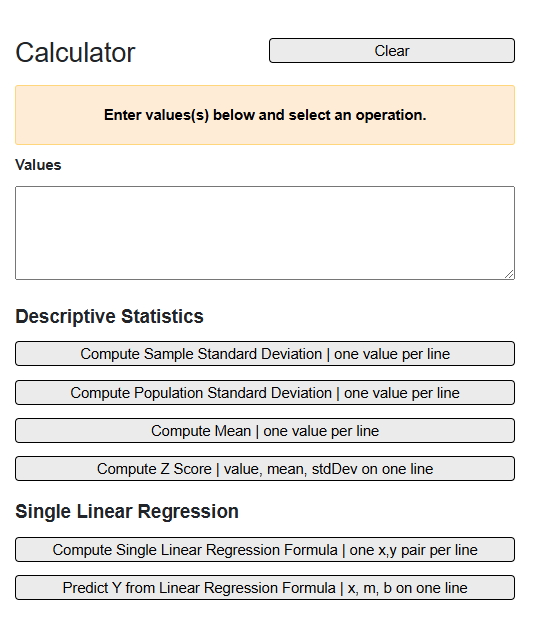 Calculator
Clear
Enter values(s) below and select an operation.
Values
Descriptive Statistics
Compute Sample Standard Deviation | one value per line
Compute Population Standard Deviation | one value per line
Compute Mean | one value per line
Compute Z Score | value, mean, stdDev on one line
Single Linear Regression
Compute Single Linear Regression Formula | one x,y pair per line
Predict Y from Linear Regression Formula | x, m, b on one line